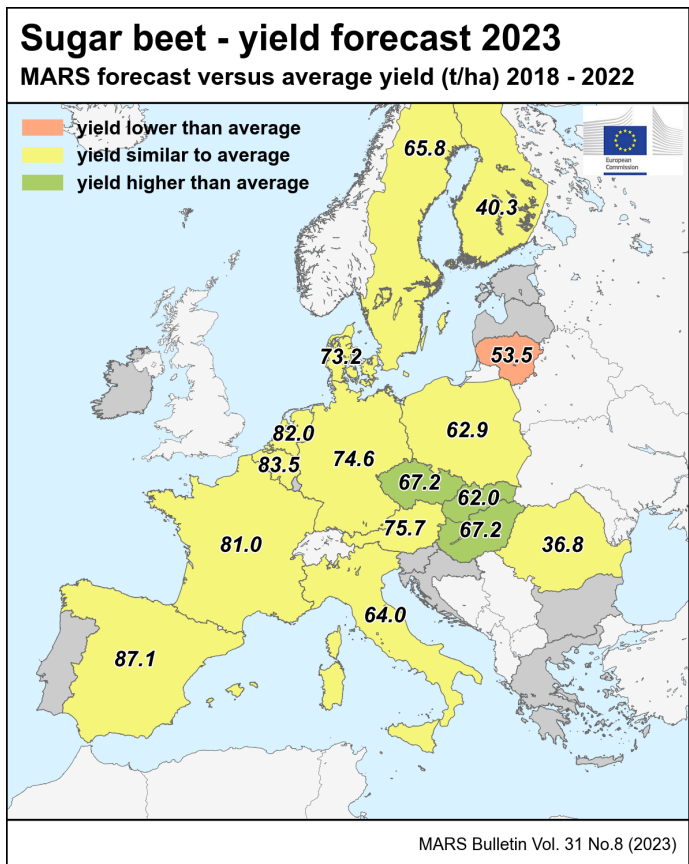 Sugar beet - yield forecast 2023
MARS forecast versus average yield (t/ha) 2018 - 2022
yield lower than average
yield similar to average
yield higher than average
European
Commission
65.8
40.3
73.2
53.5
82.0
62.9
83.5
74.6
67.2
62.0
75.7
67.2
81.0
36.8
64.0
87.1
MARS Bulletin Vol. 31 No.8 (2023)